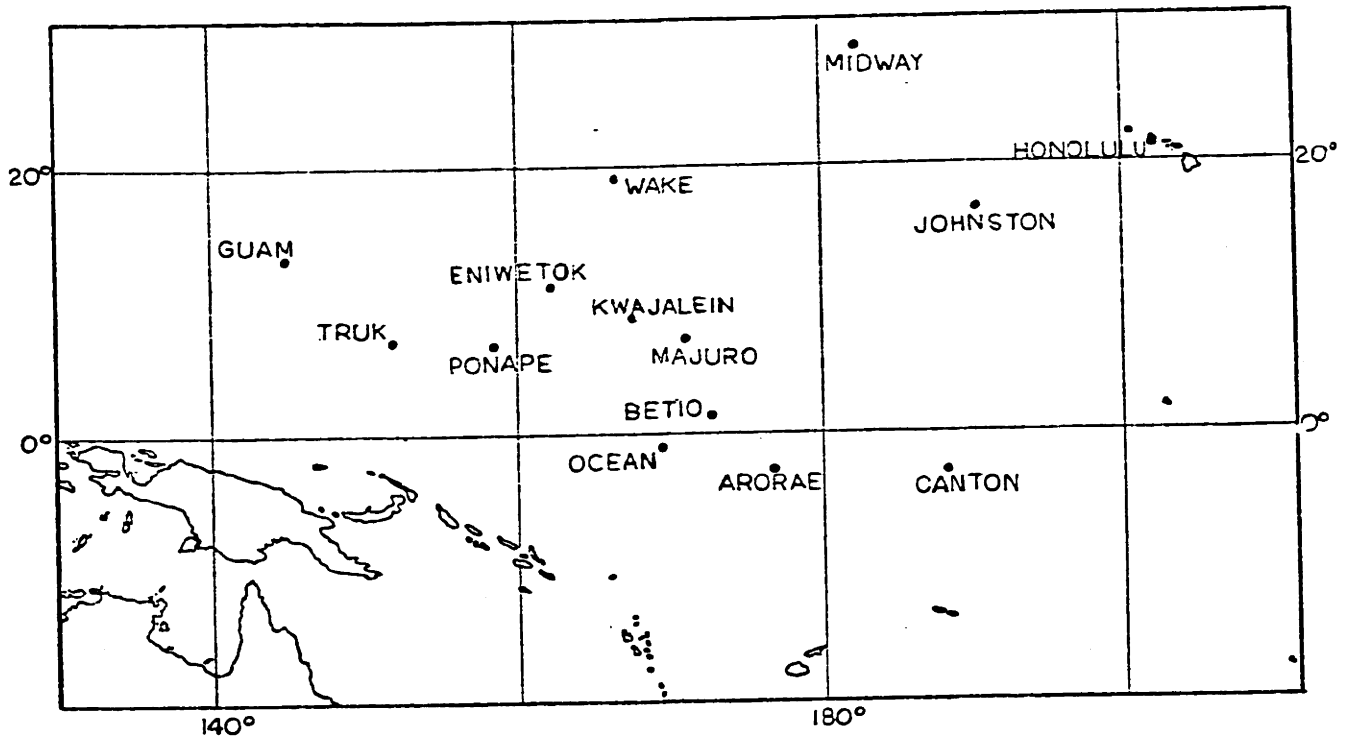 MIDWAY
HONOLULU
20°
20°
WAKE
JOHNSTON
GUAM
ENIWETOK
KWAJALEIN
TRUK
PONAPE
MAJURO
BETIO
0°
0°
OCEAN
ARORAE
CANTON
140°
180°